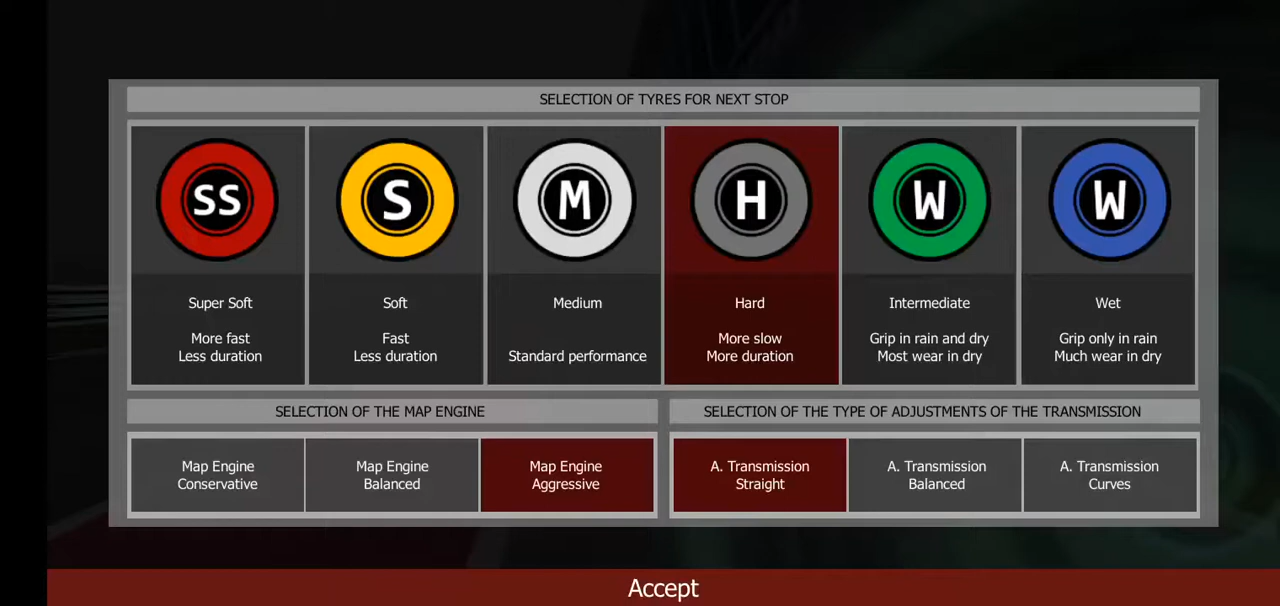 SELECTION OF TYRES FOR NEXT STOP
SS
S
M
H
W
W
Super Soft
More fast
Less duration
Soft
Fast
Less duration
Medium
Standard performance
Hard
More slow
More duration
Intermediate
Grip in rain and dry
Most wear in dry
Wet
Grip only in rain
Much wear in dry
SELECTION OF THE MAP ENGINE
Map Engine
Conservative
Map Engine
Balanced
Map Engine
Aggressive
SELECTION OF THE TYPE OF ADJUSTMENTS OF THE TRANSMISSION
A. Transmission
Straight
A. Transmission
Balanced
A. Transmission
Curves
Accept